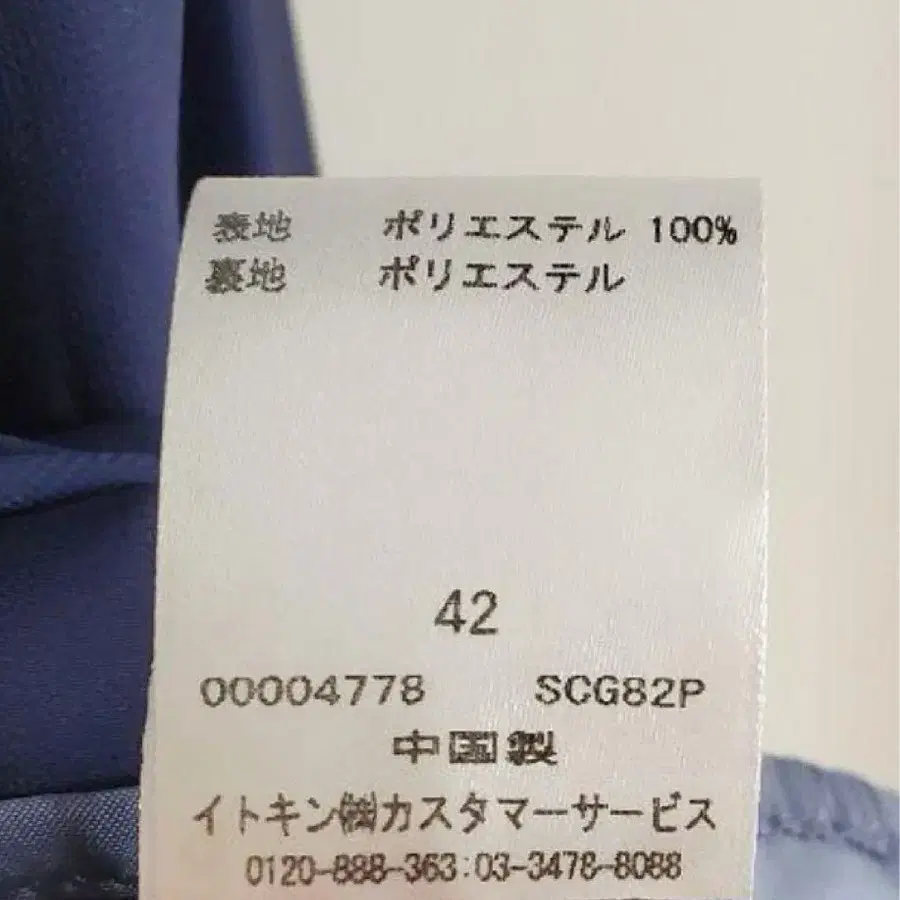 表地 ポリエステル 100%
裏地 ポリエステル
42
00004778 SCG82P
中国製
イトキン㈱カスタマーサービス
0120-888-363:03-3478-8088